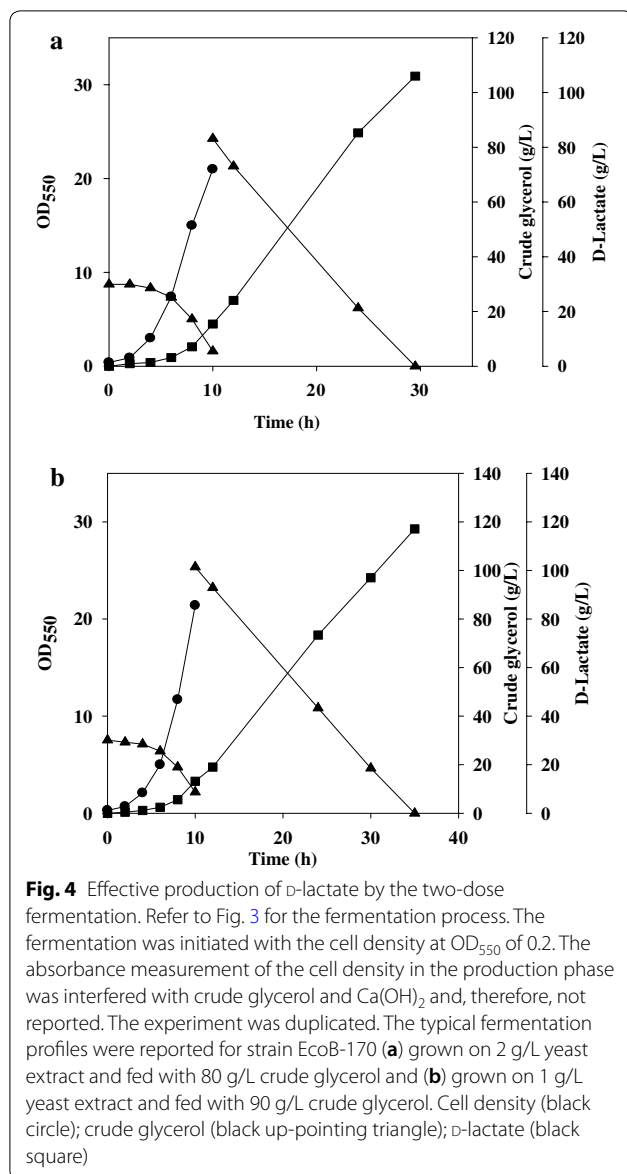 a
120
120
30
100
100
80
80
20
60
60
OD550
Crude glycerol (g/L)
D-Lactate (g/L)
40
40
10
20
20
0
0
0
0
10
20
30
Time (h)
b
140
140
30
120
120
100
100
20
80
80
OD550
Crude glycerol (g/L)
D-Lactate (g/L)
60
60
10
40
40
20
20
0
0
0
0
10
20
30
40
Time (h)
Fig. 4 Effective production of D-lactate by the two-dose
fermentation. Refer to Fig. 3 for the fermentation process. The
fermentation was initiated with the cell density at OD550 of 0.2. The
absorbance measurement of the cell density in the production phase
was interfered with crude glycerol and Ca(OH)2 and, therefore, not
reported. The experiment was duplicated. The typical fermentation
profiles were reported for strain EcoB-170 (a) grown on 2 g/L yeast
extract and fed with 80 g/L crude glycerol and (b) grown on 1 g/L
yeast extract and fed with 90 g/L crude glycerol. Cell density (black
circle); crude glycerol (black up-pointing triangle); D-lactate (black
square)